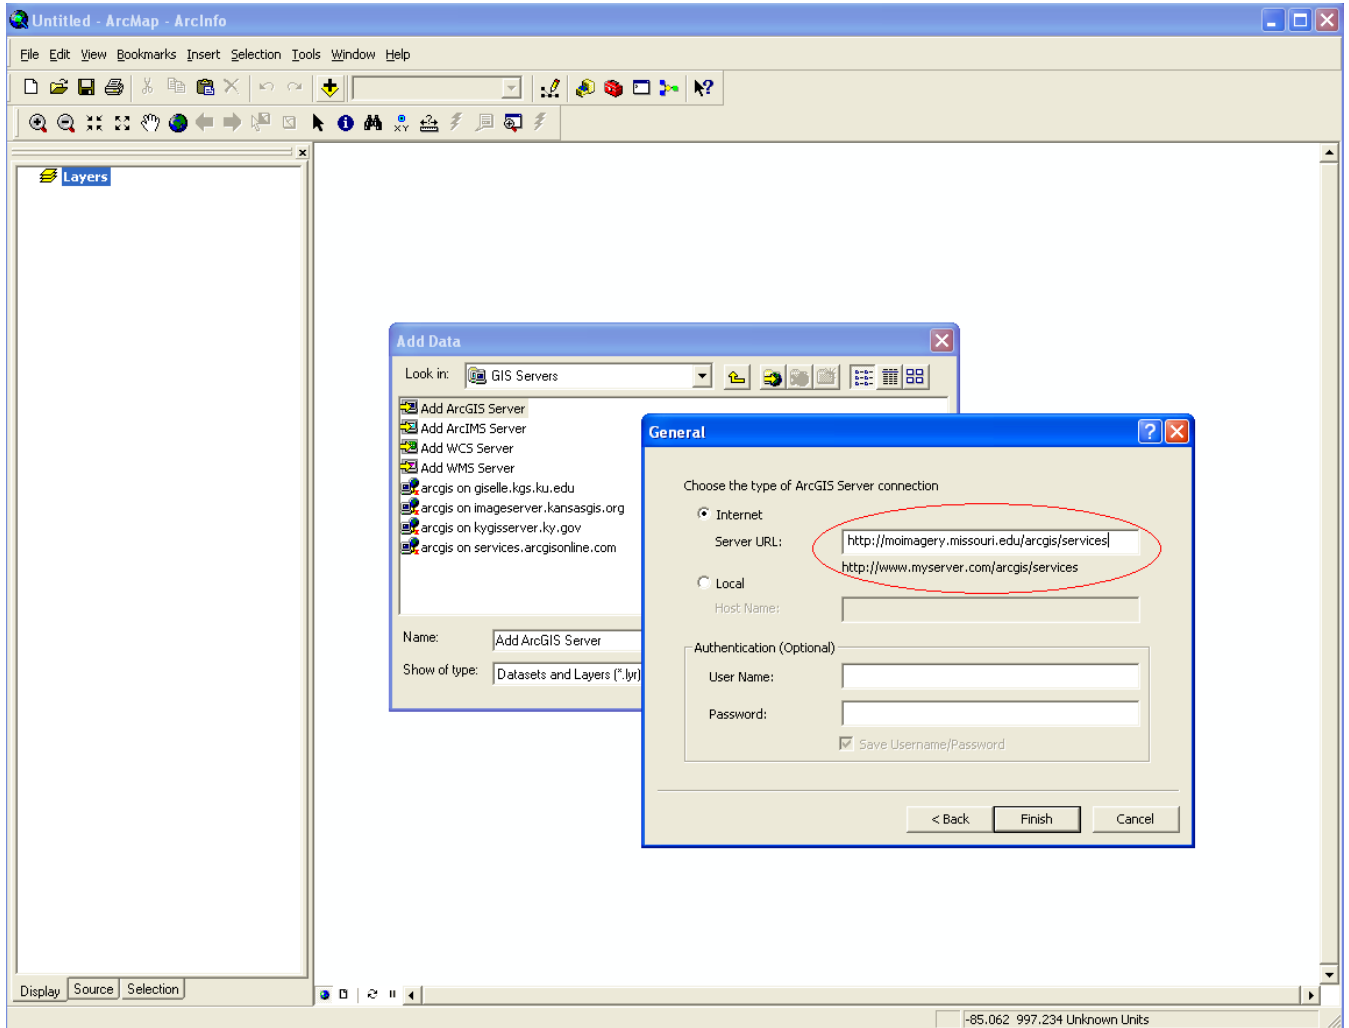 Untitled - ArcMap - ArcInfo
File Edit View Bookmarks Insert Selection Tools Window Help
XY
Layers
Add Data
Look in: GIS Servers
Add ArcGIS Server
Add ArcIMS Server
Add WCS Server
Add WMS Server
arcgis on giselle.kgs.ku.edu
arcgis on imageserver.kansasgis.org
arcgis on kygisserver.ky.gov
arcgis on services.arcgisonline.com
Name: Add ArcGIS Server
Show of type: Datasets and Layers (*.lyr)
General
Choose the type of ArcGIS Server connection
Internet
Server URL: http://moimagery.missouri.edu/arcgis/services
http://www.myserver.com/arcgis/services
Local
Host Name:
Authentication (Optional)
User Name:
Password:
Save Username/Password
< Back Finish Cancel
Display Source Selection
-85.062 997.234 Unknown Units